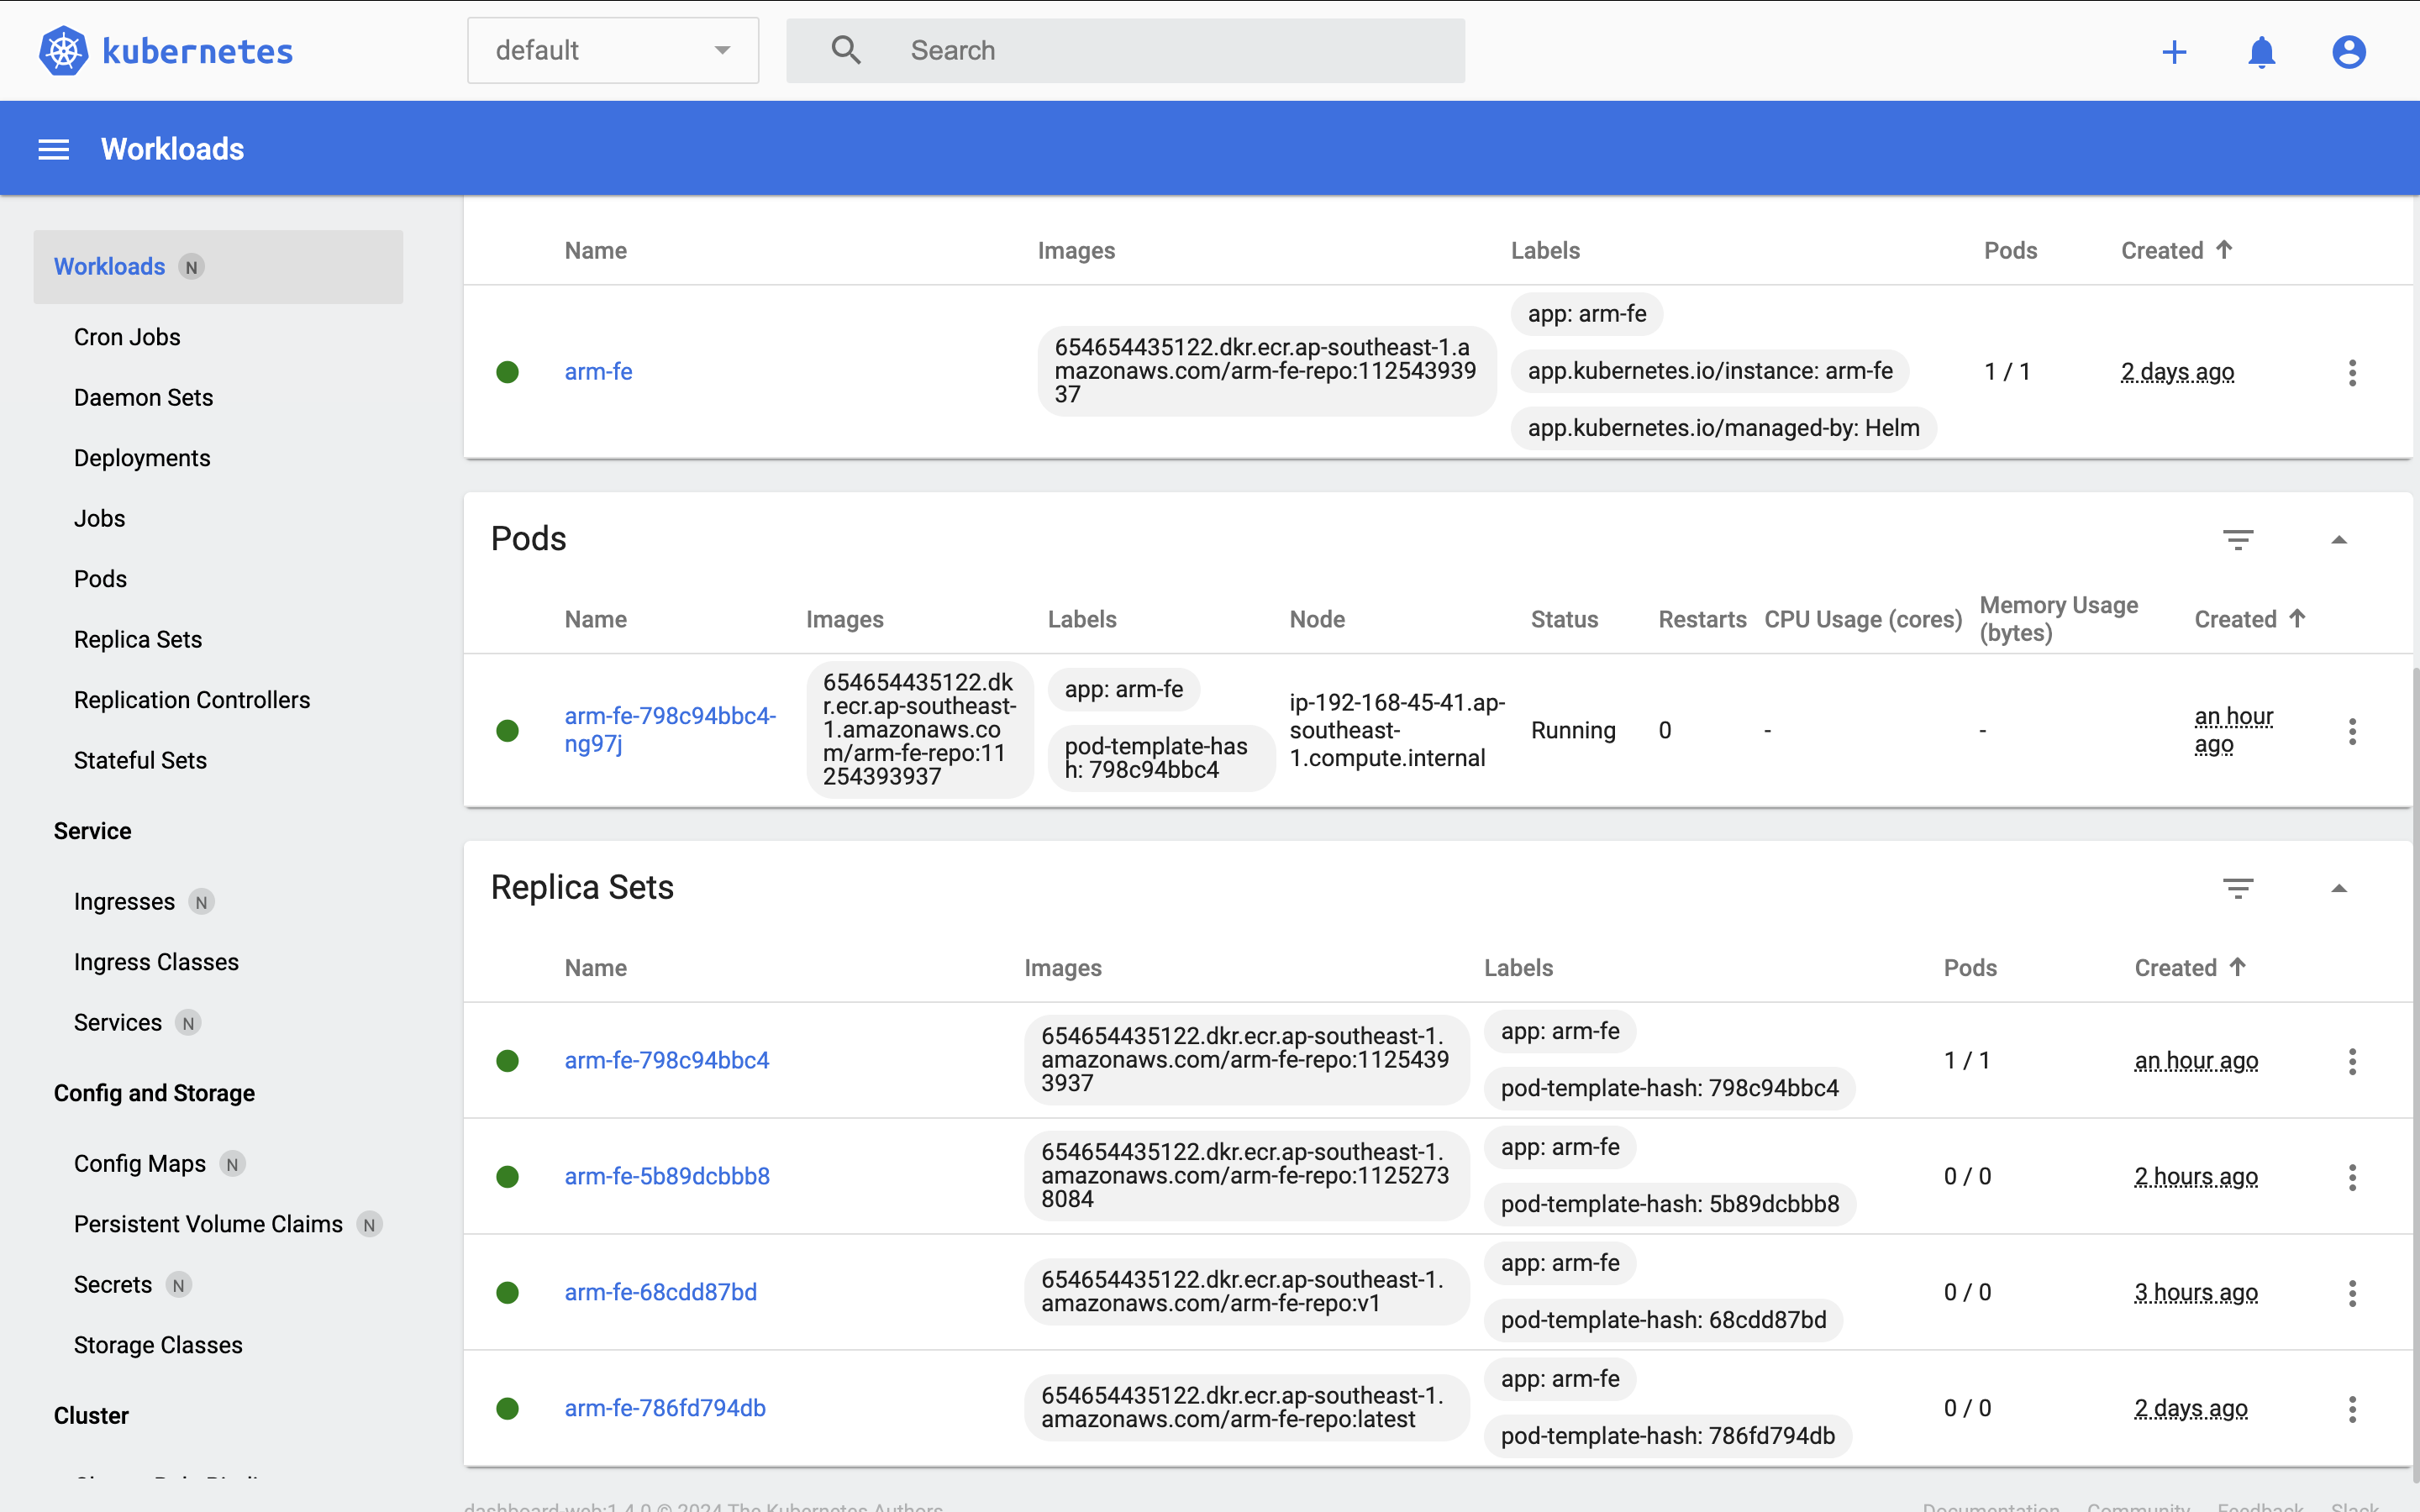 kubernetes
default
Search
Workloads
Workloads N
Cron Jobs
Daemon Sets
Deployments
Jobs
Pods
Replica Sets
Replication Controllers
Stateful Sets
Service
Ingresses N
Ingress Classes
Services N
Config and Storage
Config Maps N
Persistent Volume Claims N
Secrets N
Storage Classes
Cluster
Name Images Labels Pods Created
arm-fe
654654435122.dkr.ecr.ap-southeast-1.a
mazonaws.com/arm-fe-repo:112543939
37
app: arm-fe
app.kubernetes.io/instance: arm-fe
app.kubernetes.io/managed-by: Helm
1 / 1
2 days ago
Pods
Name Images Labels Node Status Restarts CPU Usage (cores) Memory Usage
(bytes) Created
arm-fe-798c94bbc4-
ng97j
654654435122.dk
r.ecr.ap-southeast-
1.amazonaws.co
m/arm-fe-repo:11
254393937
app: arm-fe
pod-template-has
h: 798c94bbc4
ip-192-168-45-41.ap-
southeast-
1.compute.internal
Running
0
-
-
an hour
ago
Replica Sets
Name Images Labels Pods Created
arm-fe-798c94bbc4
654654435122.dkr.ecr.ap-southeast-1.
amazonaws.com/arm-fe-repo:1125439
3937
app: arm-fe
pod-template-hash: 798c94bbc4
1 / 1
an hour ago
arm-fe-5b89dcbbb8
654654435122.dkr.ecr.ap-southeast-1.
amazonaws.com/arm-fe-repo:1125273
8084
app: arm-fe
pod-template-hash: 5b89dcbbb8
0 / 0
2 hours ago
arm-fe-68cdd87bd
654654435122.dkr.ecr.ap-southeast-1.
amazonaws.com/arm-fe-repo:v1
app: arm-fe
pod-template-hash: 68cdd87bd
0 / 0
3 hours ago
arm-fe-786fd794db
654654435122.dkr.ecr.ap-southeast-1.
amazonaws.com/arm-fe-repo:latest
app: arm-fe
pod-template-hash: 786fd794db
0 / 0
2 days ago
dashboard-web:1.4.0 © 2024 The Kubernetes Authors
Documentation Community Feedback Slack